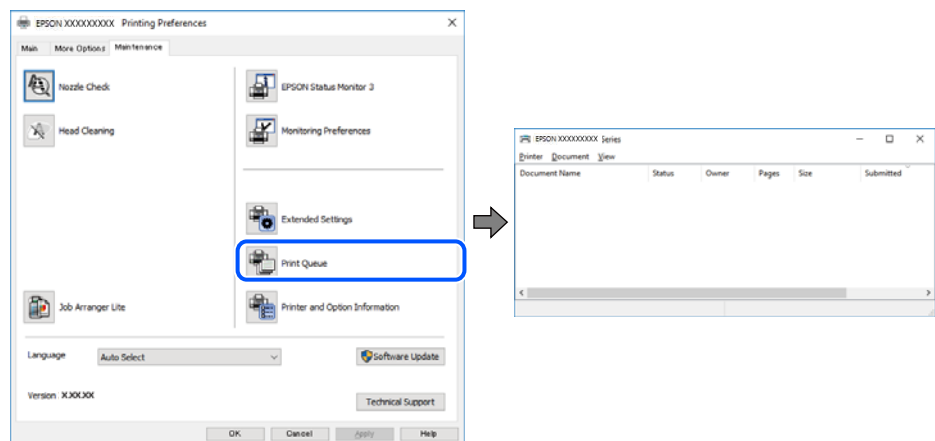 EPSON XXXXXXXXX Printing Preferences
Main More Options Maintenance
Nozzle Check
Head Cleaning
Job Arranger Lite
EPSON Status Monitor 3
Monitoring Preferences
Extended Settings
Print Queue
Printer and Option Information
Language Auto Select Software Update
Version X.XX.XX Technical Support
OK Cancel Apply Help
EPSON XXXXXXXXX Series
Printer Document View
Document Name Status Owner Pages Size Submitted